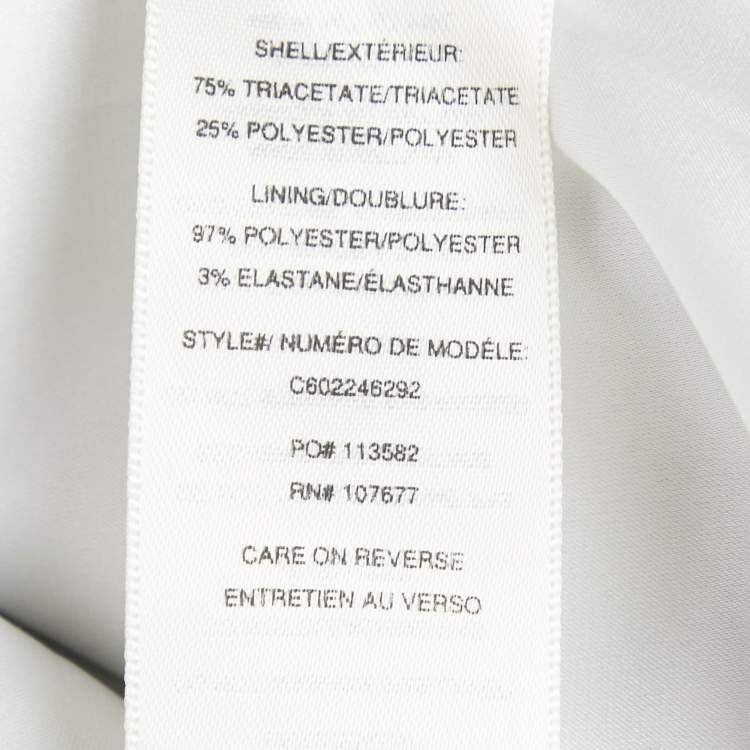 SHELL/EXTÉRIEUR:
75% TRIACETATE/TRIACETATE
25% POLYESTER/POLYESTER
LINING/DOUBLURE:
97% POLYESTER/POLYESTER
3% ELASTANE/ÉLASTHANNE
STYLE#/ NUMÉRO DE MODÉLE:
C602246292
PO# 113582
RN# 107677
CARE ON REVERSE
ENTRETIEN AU VERSO